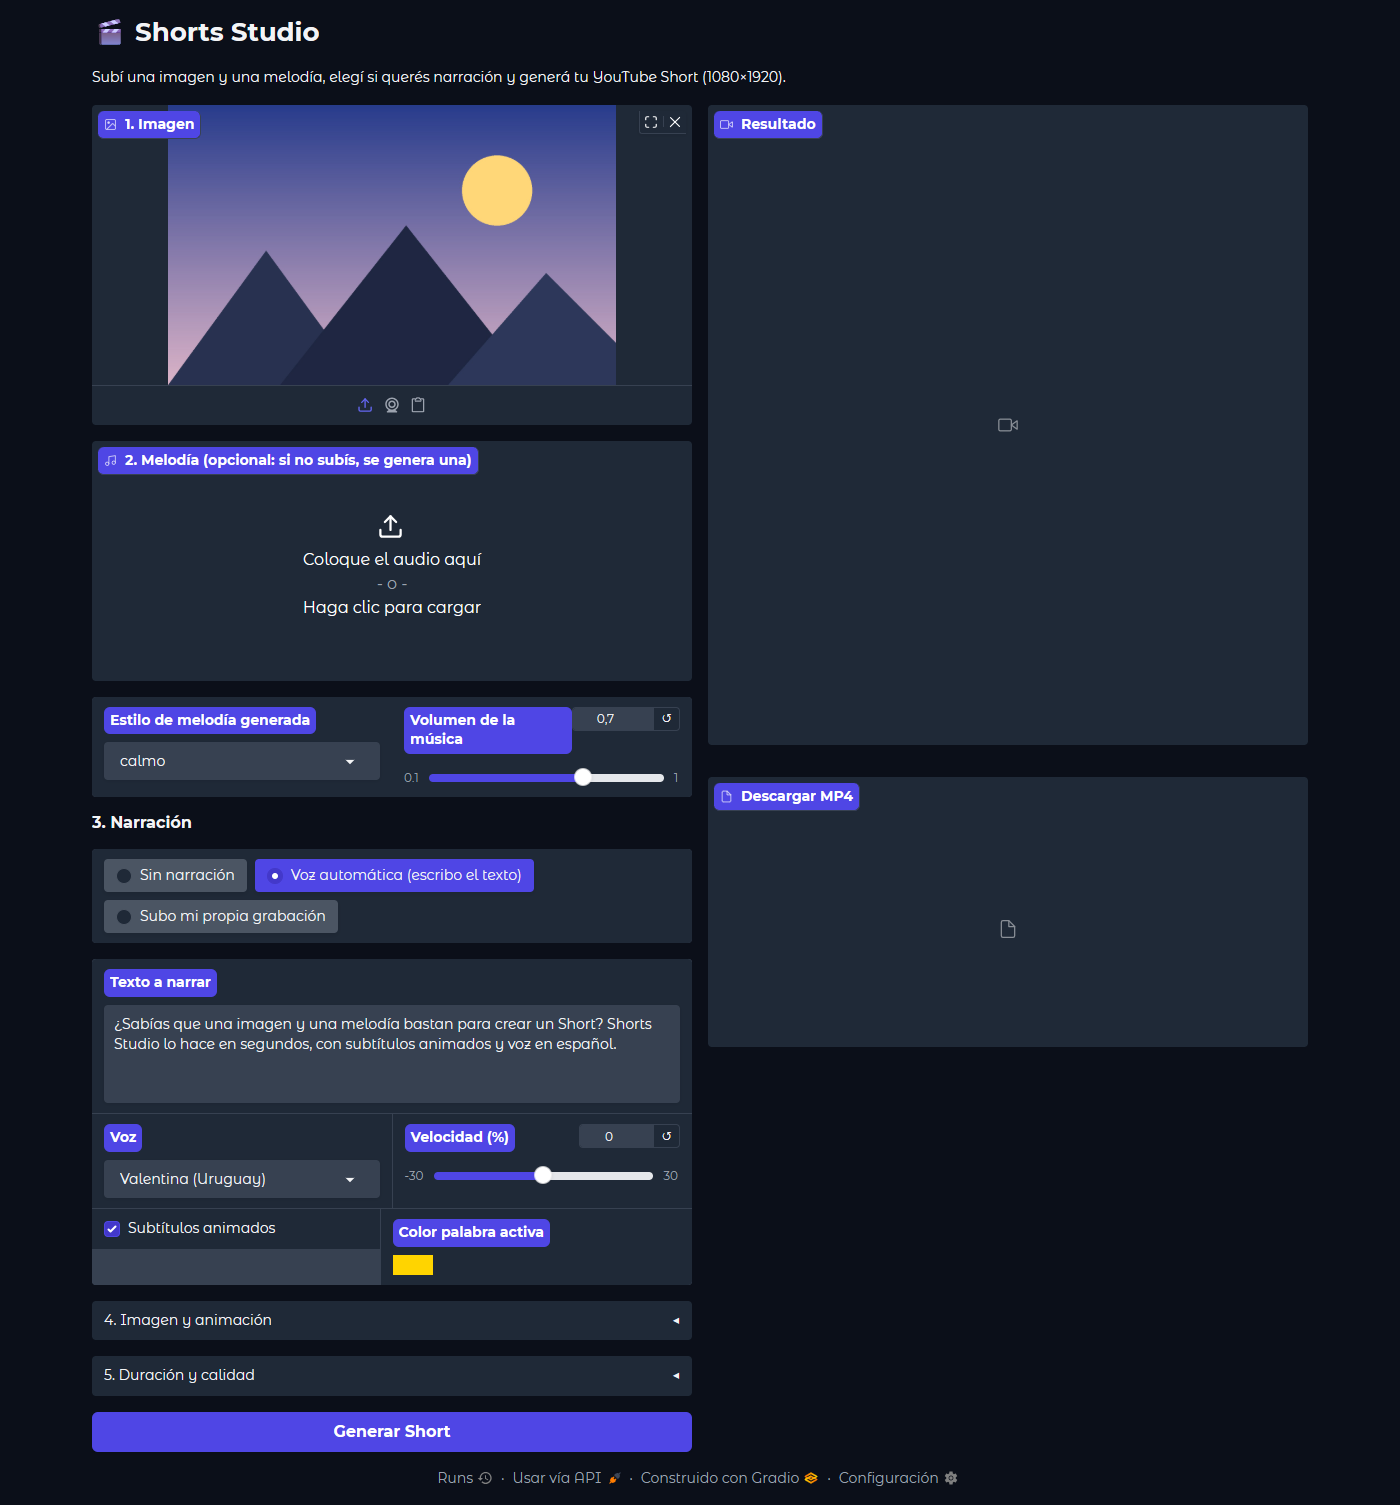 Shorts Studio
Subí una imagen y una melodía, elegí si querés narración y generá tu YouTube Short (1080×1920).
1. Imagen
2. Melodía (opcional: si no subís, se genera una)
Coloque el audio aquí
- o -
Haga clic para cargar
Estilo de melodía generada
calmo
Volumen de la
música
0,7
↺
0.1
1
3. Narración
Sin narración
Voz automática (escribo el texto)
Subo mi propia grabación
Texto a narrar
¿Sabías que una imagen y una melodía bastan para crear un Short? Shorts
Studio lo hace en segundos, con subtítulos animados y voz en español.
Voz
Valentina (Uruguay)
Velocidad (%)
0
↺
-30
30
Subtítulos animados
Color palabra activa
4. Imagen y animación
5. Duración y calidad
Generar Short
Resultado
Descargar MP4
Runs · Usar vía API · Construido con Gradio · Configuración